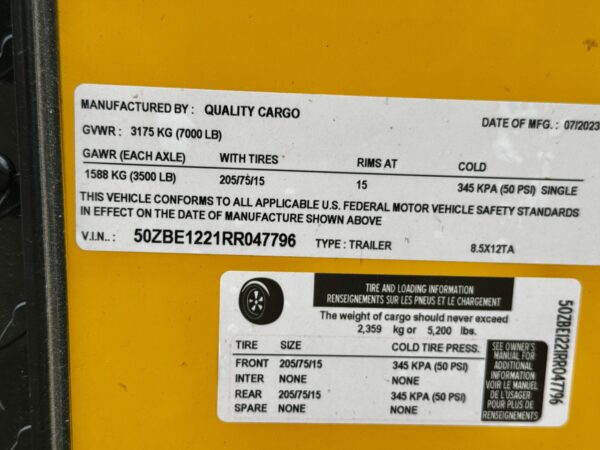 MANUFACTURED BY: QUALITY CARGO DATE OF MFG.: 07/2023
GVWR: 3175 KG (7000 LB)
GAWR (EACH AXLE) WITH TIRES RIMS AT COLD
1588 KG (3500 LB) 205/75/15 15 345 KPA (50 PSI) SINGLE
THIS VEHICLE CONFORMS TO ALL APPLICABLE U.S. FEDERAL MOTOR VEHICLE SAFETY STANDARDS
IN EFFECT ON THE DATE OF MANUFACTURE SHOWN ABOVE
V.I.N..: 50ZBE1221RR047796 TYPE: TRAILER 8.5X12TA
TIRE AND LOADING INFORMATION
RENSEIGNEMENTS SUR LES PNEUS ET LE CHARGEMENT
The weight of cargo should never exceed
2,359 kg or 5,200 lbs.
TIRE SIZE COLD TIRE PRESS.
FRONT 205/75/15 345 KPA (50 PSI)
INTER NONE NONE
REAR 205/75/15 345 KPA (50 PSI)
SPARE NONE NONE
SEE OWNER'S
MANUAL FOR
ADDITIONAL
INFORMATION
VOIR LE MANUEL
DE L'USAGER
POUR PLUS DE
RENSEIGNEMENTS
50ZBE1221RR047796